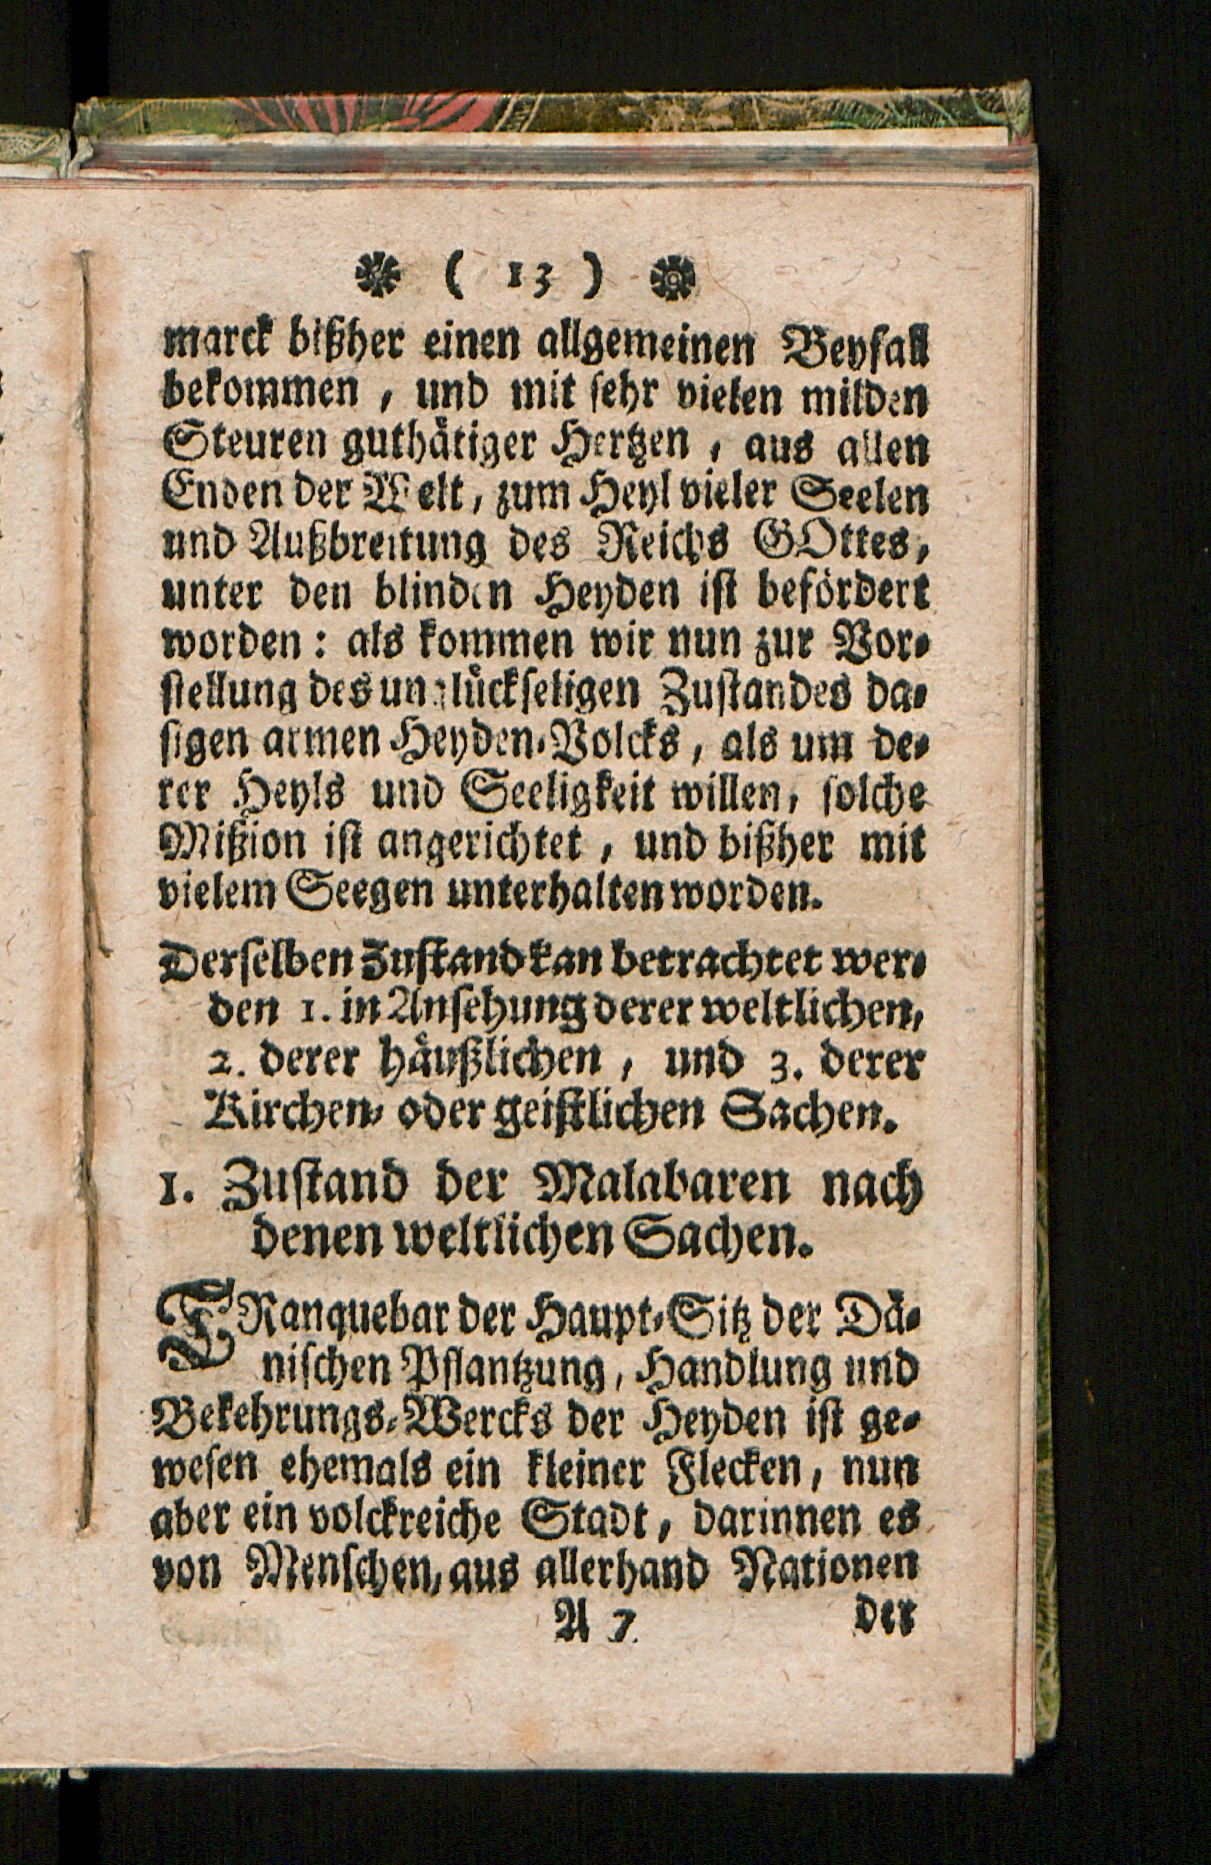 ( 13 )
marck bißher einen allgemeinen Beyfall
bekommen, und mit sehr vielen milden
Steuren guthätiger Hertzen, aus allen
Enden der Welt, zum Heyl vieler Seelen
und Außbreitung des Reichs GOttes,
unter den blinden Heyden ist befördert
worden: als kommen wir nun zur Vor-
stellung des unglückseligen Zustandes da-
sigen armen Heyden-Volcks, als um de-
rer Heyls und Seeligkeit willen, solche
Mißion ist angerichtet, und bißher mit
vielem Seegen unterhalten worden.
Derselben Zustand kan betrachtet wer-
den 1. in Ansehung derer weltlichen,
2. derer häußlichen, und 3. derer
Kirchen- oder geistlichen Sachen.
1. Zustand der Malabaren nach
denen weltlichen Sachen.
TRanquebar der Haupt-Sitz der Dä-
nischen Pflantzung, Handlung und
Bekehrungs-Wercks der Heyden ist ge-
wesen ehemals ein kleiner Flecken, nun
aber ein volckreiche Stadt, darinnen es
von Menschen, aus allerhand Nationen
A 7 der